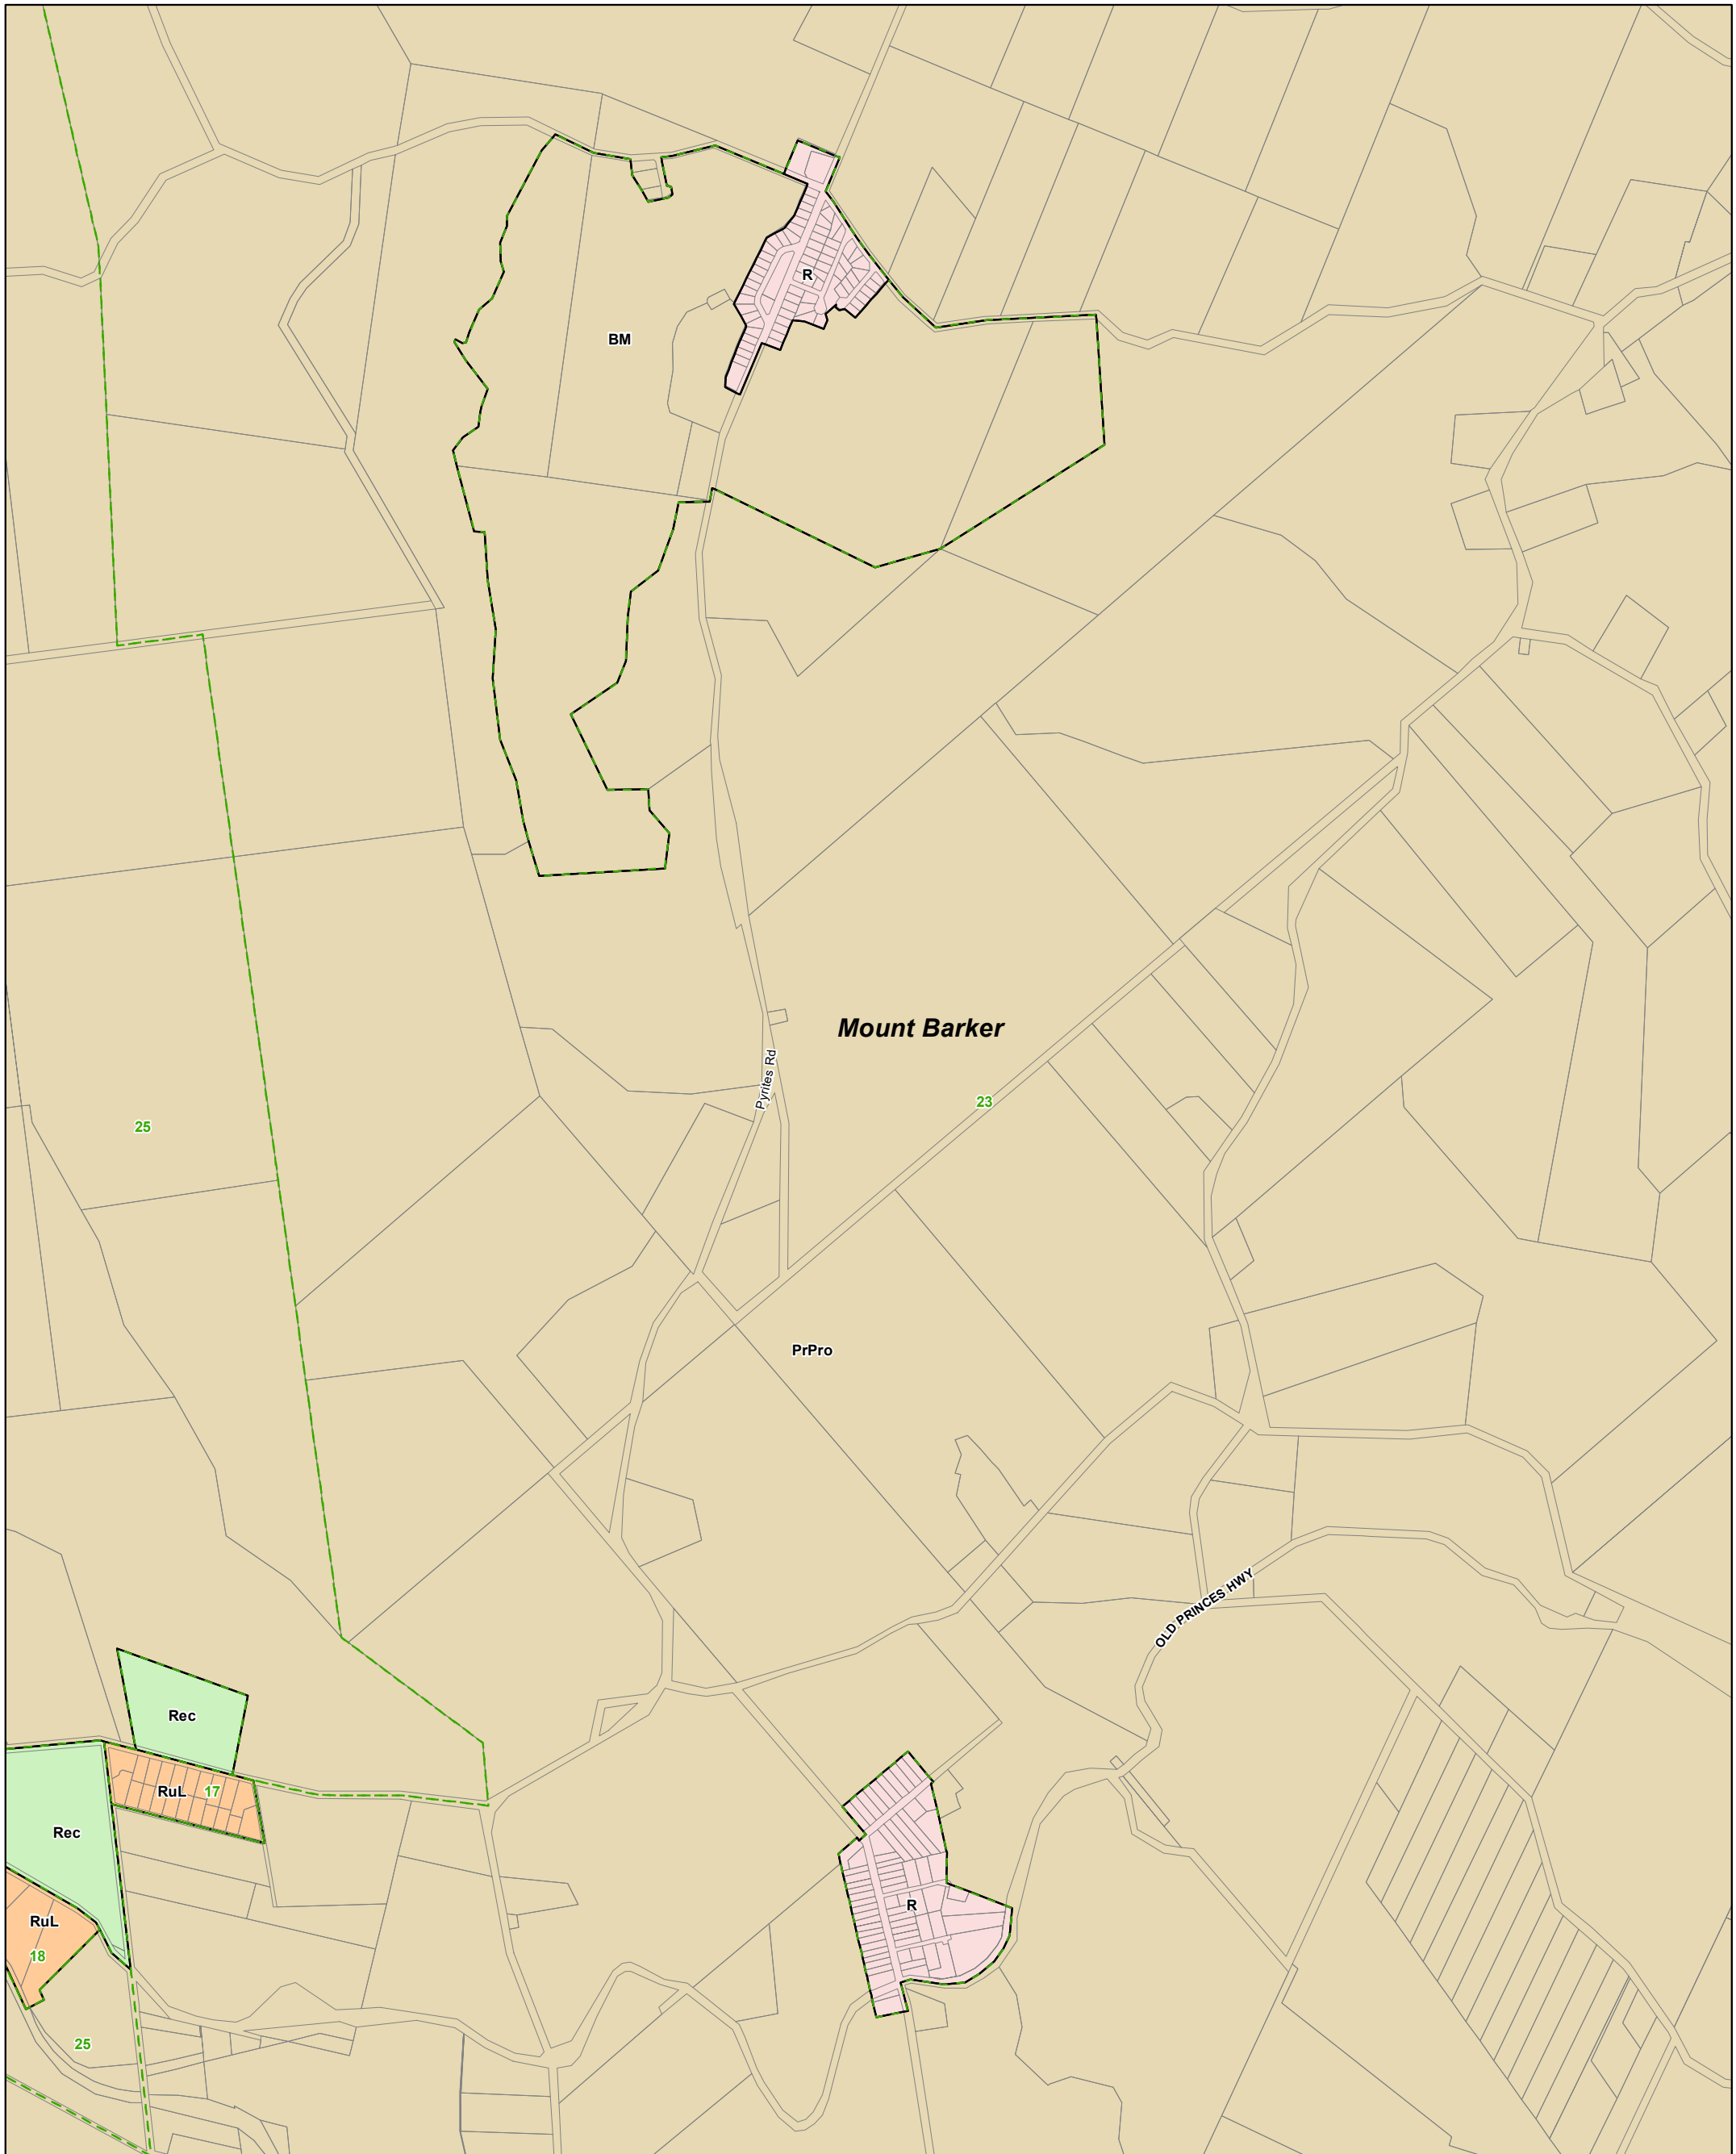 R
BM
Mount Barker
Pyrites Rd
23
25
PrPro
OLD PRINCES HWY
Rec
RuL
17
Rec
R
RuL
18
25